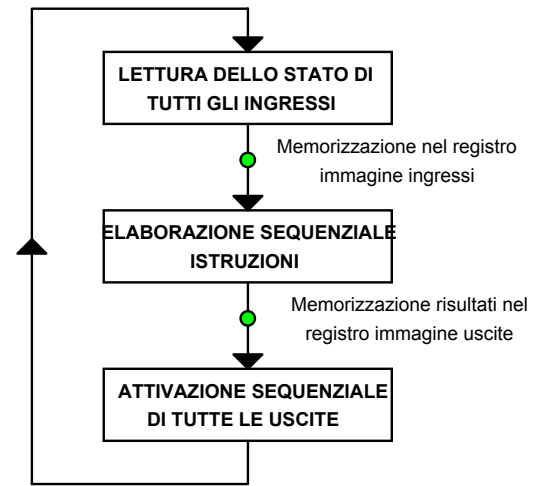 LETTURA DELLO STATO DI
TUTTI GLI INGRESSI
Memorizzazione nel registro
immagine ingressi
ELABORAZIONE SEQUENZIALE
ISTRUZIONI
Memorizzazione risultati nel
registro immagine uscite
ATTIVAZIONE SEQUENZIALE
DI TUTTE LE USCITE